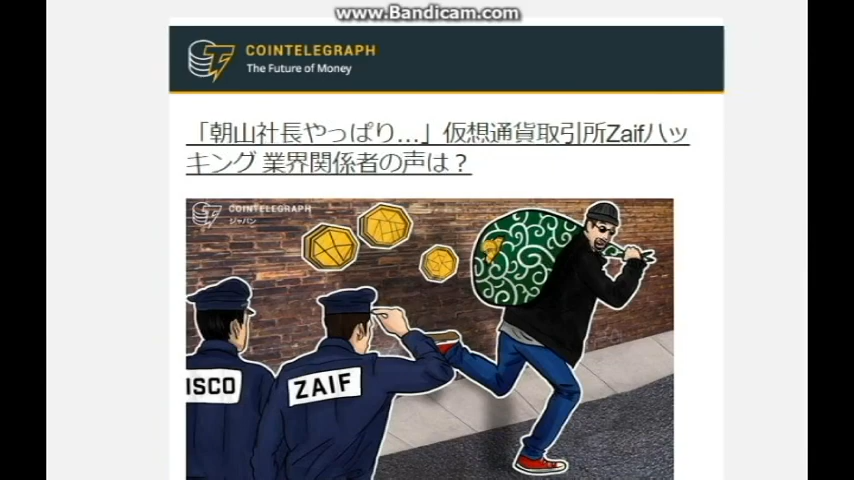 www.Bandicam.com
COINTELEGRAPH
The Future of Money
「朝山社長やっぱり...」仮想通貨取引所Zaifハッ
キング 業界関係者の声は？
COINTELEGRAPH
ジャパン
ISCO
ZAIF